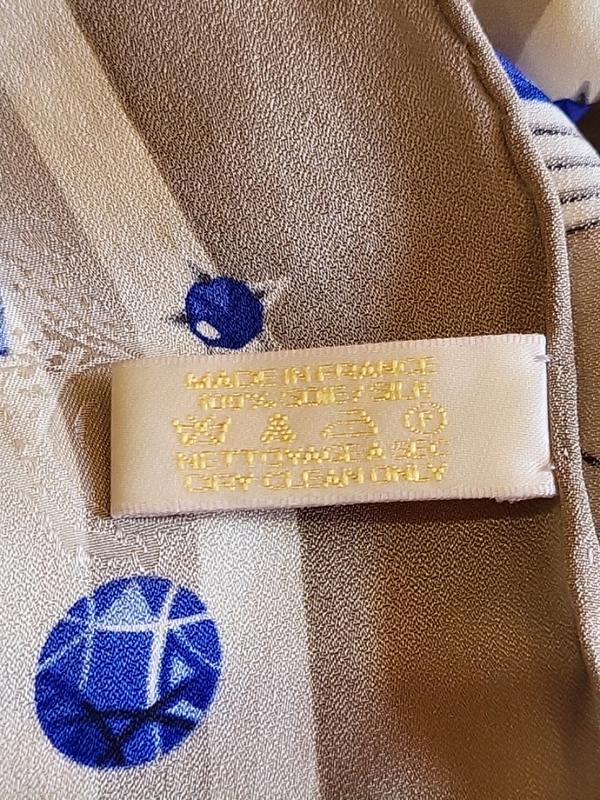 MADE IN FRANCE
100% SOIE / SILK
NETTOYAGE A SEC
DRY CLEAN ONLY